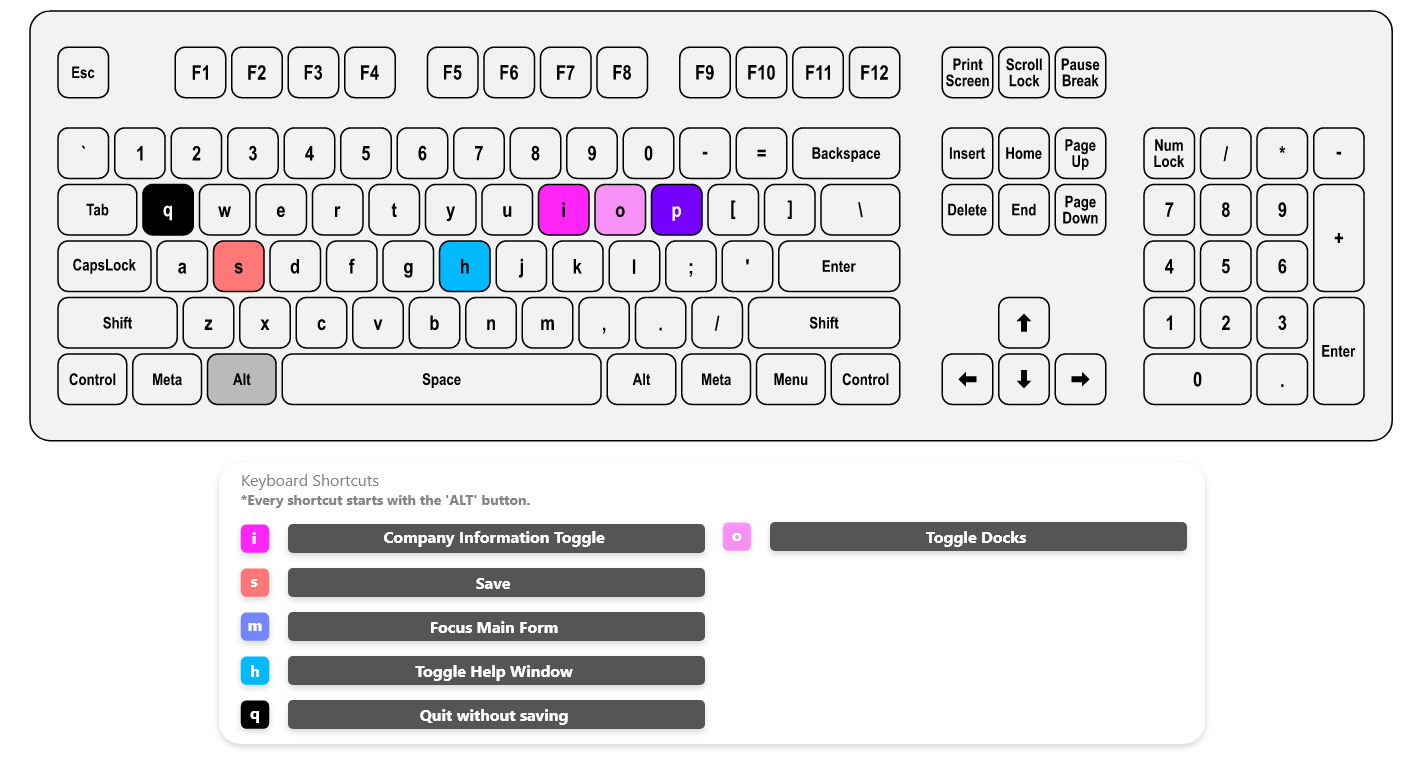 Esc F1 F2 F3 F4 F5 F6 F7 F8 F9 F10 F11 F12 Print Screen Scroll Lock Pause Break
` 1 2 3 4 5 6 7 8 9 0 - = Backspace Insert Home Page Up Num Lock / * -
Tab q w e r t y u i o p [ ] \ Delete End Page Down 7 8 9 +
CapsLock a s d f g h j k l ; ' Enter 4 5 6
Shift z x c v b n m , . / Shift 🠅 1 2 3 Enter
Control Meta Alt Space Alt Meta Menu Control 🠄 🠇 🠆 0 .
Keyboard Shortcuts
*Every shortcut starts with the 'ALT' button.
i Company Information Toggle
o Toggle Docks
s Save
m Focus Main Form
h Toggle Help Window
q Quit without saving